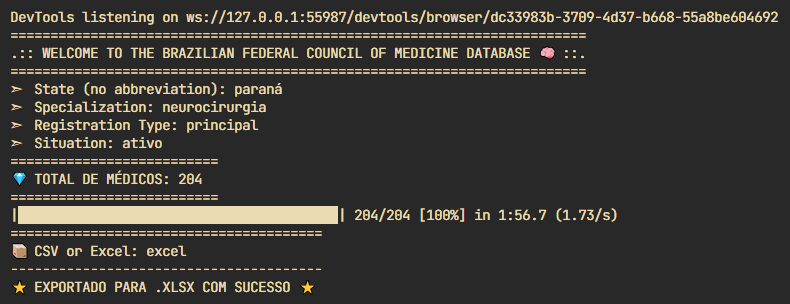 DevTools listening on ws://127.0.0.1:55987/devtools/browser/dc33983b-3709-4d37-b668-55a8be604692
========================================================================
.:: WELCOME TO THE BRAZILIAN FEDERAL COUNCIL OF MEDICINE DATABASE 🧠 ::.
========================================================================
➣ State (no abbreviation): paraná
➣ Specialization: neurocirurgia
➣ Registration Type: principal
➣ Situation: ativo
==========================
💎 TOTAL DE MÉDICOS: 204
==========================
|████████████████████████████████████████| 204/204 [100%] in 1:56.7 (1.73/s)
=======================================
📦 CSV or Excel: excel
---------------------------------------
⭐ EXPORTADO PARA .XLSX COM SUCESSO ⭐